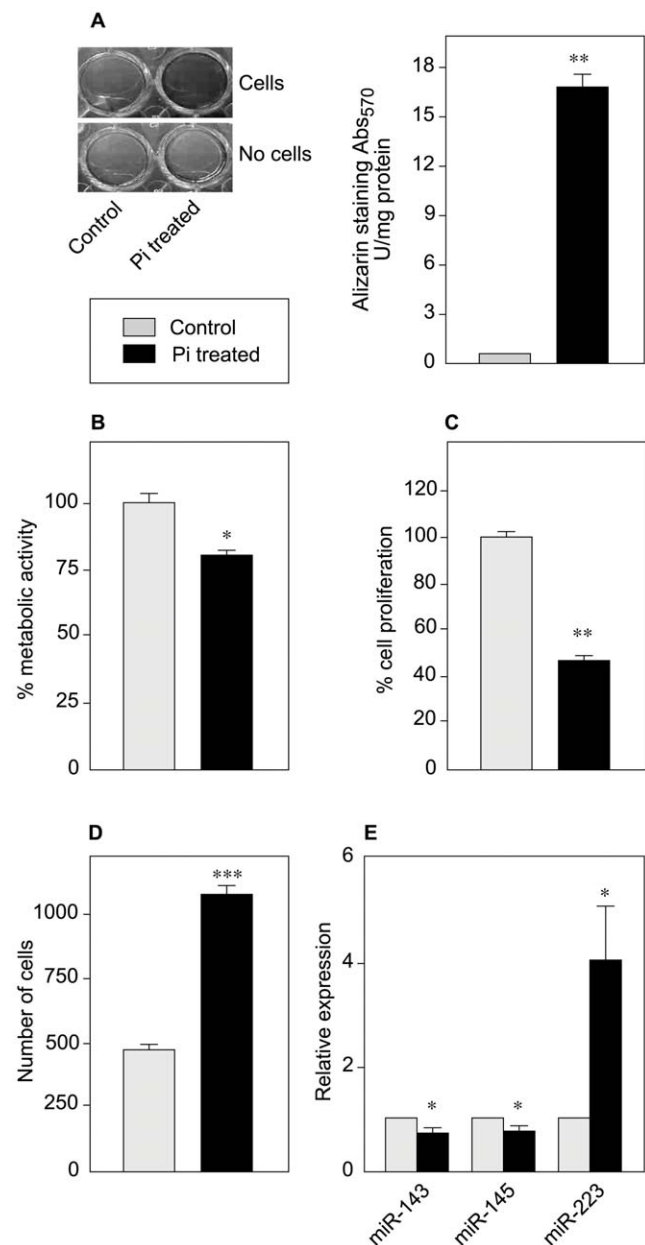 A
Cells
No cells
Control
Pi treated
Control
Pi treated
Alizarin staining Abs570
U/mg protein
18
15
12
9
6
3
0
**
B
% metabolic activity
100
75
50
25
0
*
C
% cell proliferation
120
100
80
60
40
20
0
**
D
Number of cells
1000
750
500
250
0
***
E
Relative expression
6
4
2
0
*
*
*
miR-143
miR-145
miR-223